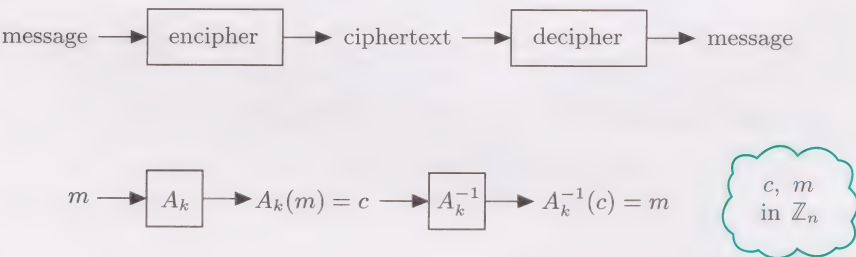 message encipher ciphertext decipher message
m A_k A_k(m) = c A_k^{-1} A_k^{-1}(c) = m
c, m
in ℤ_n